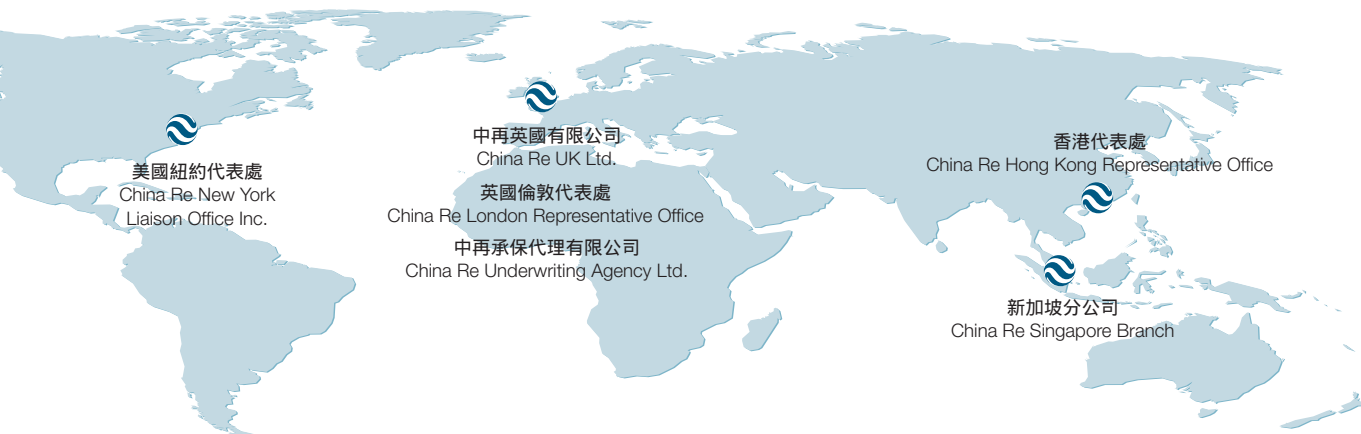 美國紐約代表處
China Re New York
Liaison Office Inc.
中再英國有限公司
China Re UK Ltd.
英國倫敦代表處
China Re London Representative Office
中再承保代理有限公司
China Re Underwriting Agency Ltd.
香港代表處
China Re Hong Kong Representative Office
新加坡分公司
China Re Singapore Branch